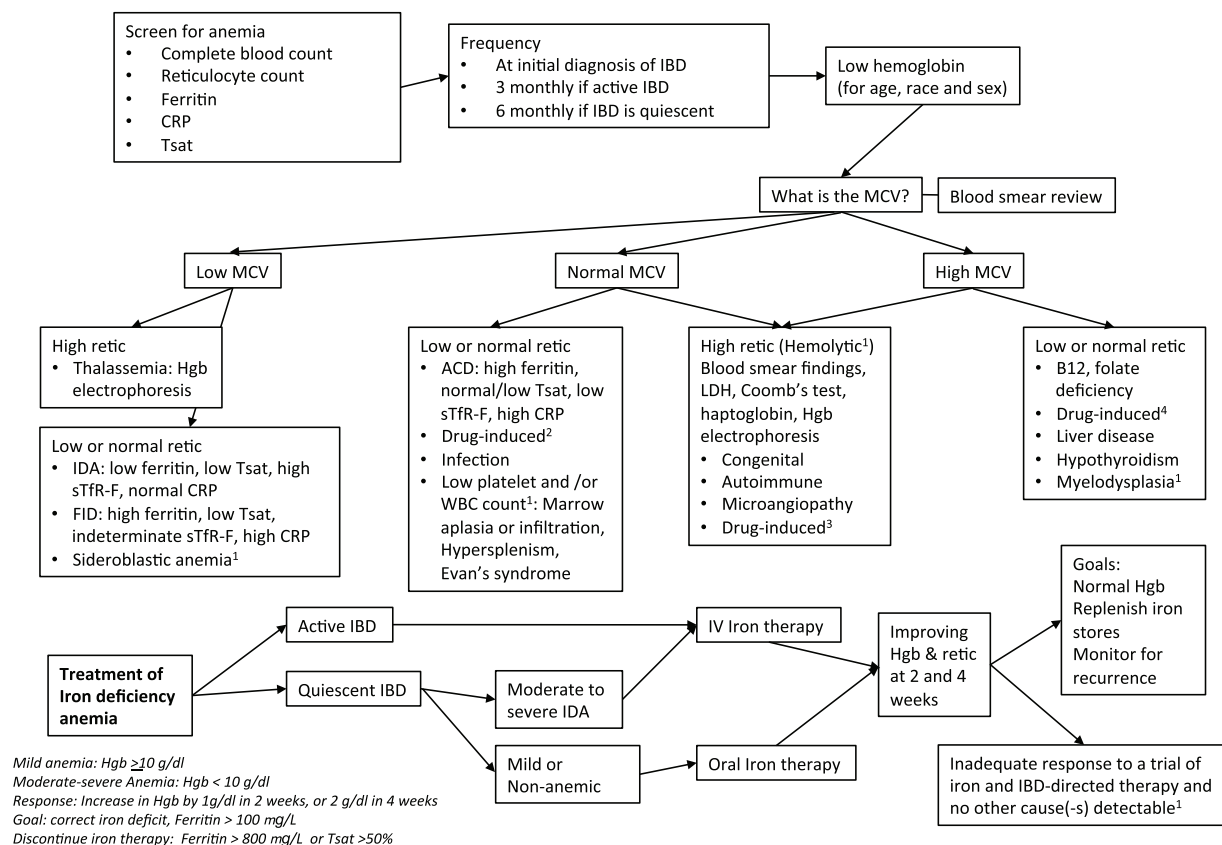 Screen for anemia
• Complete blood count
• Reticulocyte count
• Ferritin
• CRP
• Tsat
Frequency
• At initial diagnosis of IBD
• 3 monthly if active IBD
• 6 monthly if IBD is quiescent
Low hemoglobin
(for age, race and sex)
What is the MCV?
Blood smear review
Low MCV
Normal MCV
High MCV
High retic
• Thalassemia: Hgb
electrophoresis
Low or normal retic
• IDA: low ferritin, low Tsat, high
sTfR-F, normal CRP
• FID: high ferritin, low Tsat,
indeterminate sTfR-F, high CRP
• Sideroblastic anemia¹
Low or normal retic
• ACD: high ferritin,
normal/low Tsat, low
sTfR-F, high CRP
• Drug-induced²
• Infection
• Low platelet and /or
WBC count¹: Marrow
aplasia or infiltration,
Hypersplenism,
Evan's syndrome
High retic (Hemolytic¹)
Blood smear findings,
LDH, Coomb's test,
haptoglobin, Hgb
electrophoresis
• Congenital
• Autoimmune
• Microangiopathy
• Drug-induced³
Low or normal retic
• B12, folate
deficiency
• Drug-induced⁴
• Liver disease
• Hypothyroidism
• Myelodysplasia¹
Treatment of
Iron deficiency
anemia
Active IBD
Quiescent IBD
Moderate to
severe IDA
Mild or
Non-anemic
IV Iron therapy
Oral Iron therapy
Improving
Hgb & retic
at 2 and 4
weeks
Goals:
Normal Hgb
Replenish iron
stores
Monitor for
recurrence
Inadequate response to a trial of
iron and IBD-directed therapy and
no other cause(-s) detectable¹
Mild anemia: Hgb ≥10 g/dl
Moderate-severe Anemia: Hgb < 10 g/dl
Response: Increase in Hgb by 1g/dl in 2 weeks, or 2 g/dl in 4 weeks
Goal: correct iron deficit, Ferritin > 100 mg/L
Discontinue iron therapy: Ferritin > 800 mg/L or Tsat >50%